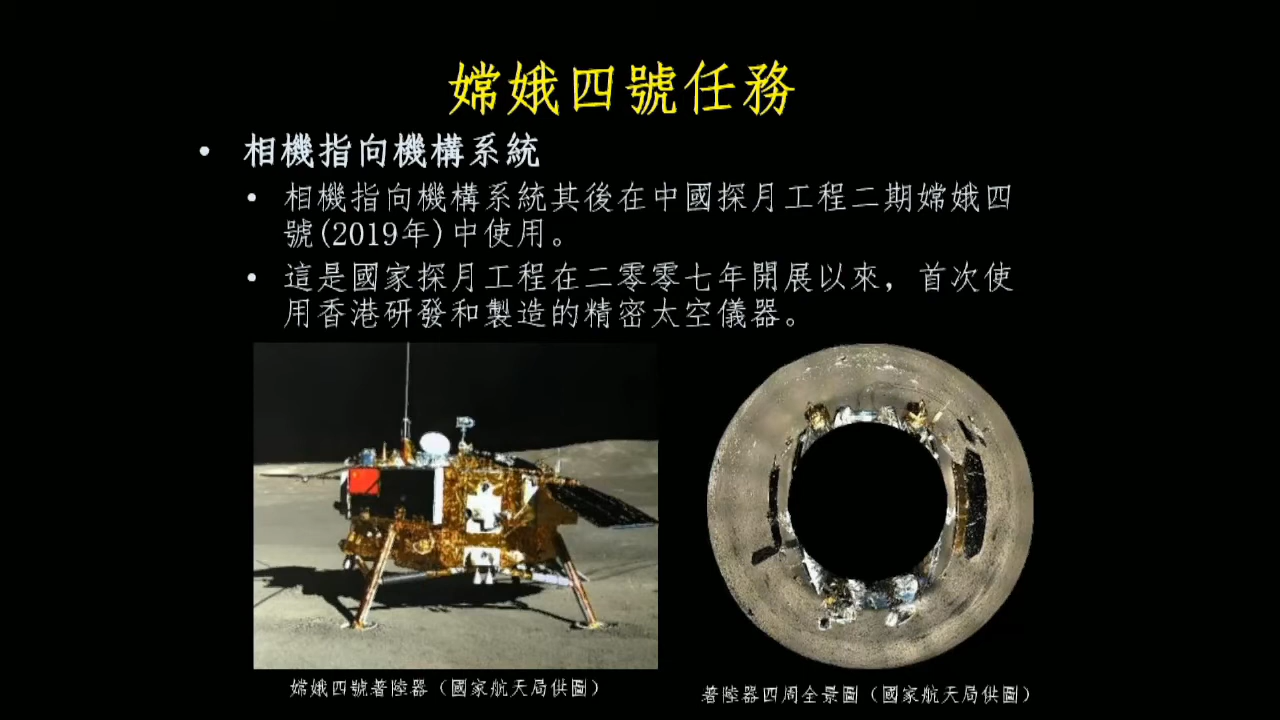 嫦娥四號任務
• 相機指向機構系統
• 相機指向機構系統其後在中國探月工程二期嫦娥四
號(2019年)中使用。
• 這是國家探月工程在二零零七年開展以來，首次使
用香港研發和製造的精密太空儀器。
嫦娥四號著陸器（國家航天局供圖）
著陸器四周全景圖（國家航天局供圖）